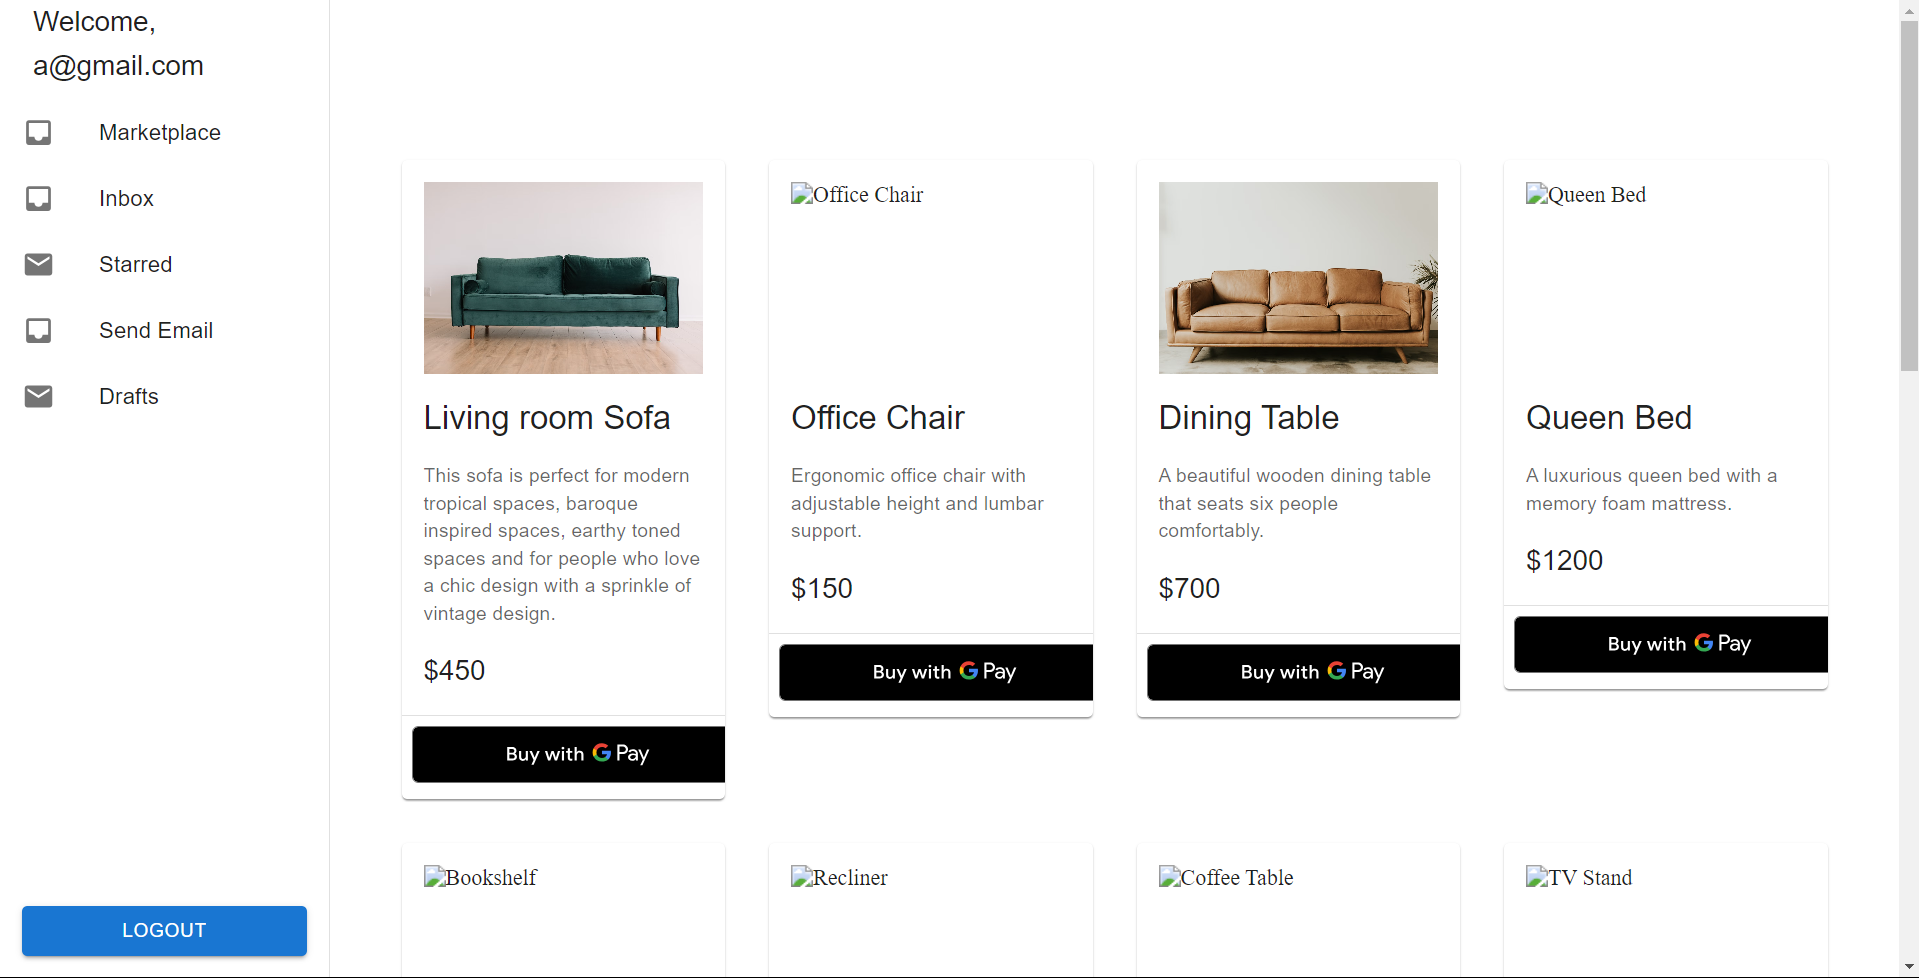 Welcome,
a@gmail.com
Marketplace
Inbox
Starred
Send Email
Drafts
LOGOUT
Living room Sofa
This sofa is perfect for modern
tropical spaces, baroque
inspired spaces, earthy toned
spaces and for people who love
a chic design with a sprinkle of
vintage design.
$450
Buy with G Pay
Office Chair
Office Chair
Ergonomic office chair with
adjustable height and lumbar
support.
$150
Buy with G Pay
Dining Table
A beautiful wooden dining table
that seats six people
comfortably.
$700
Buy with G Pay
Queen Bed
Queen Bed
A luxurious queen bed with a
memory foam mattress.
$1200
Buy with G Pay
Bookshelf
Recliner
Coffee Table
TV Stand